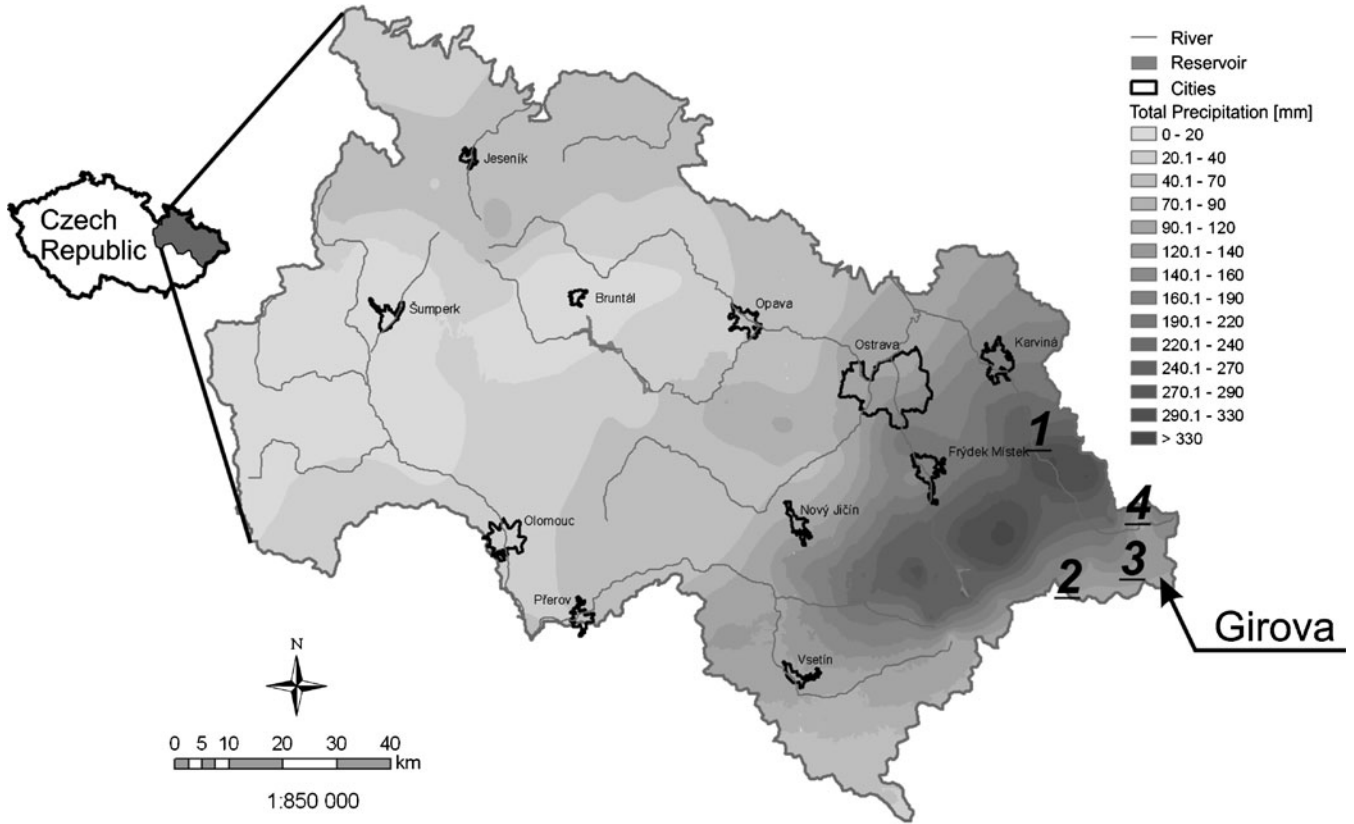 River
Reservoir
Cities
Total Precipitation [mm]
0 - 20
20.1 - 40
40.1 - 70
70.1 - 90
90.1 - 120
120.1 - 140
140.1 - 160
160.1 - 190
190.1 - 220
220.1 - 240
240.1 - 270
270.1 - 290
290.1 - 330
> 330
Czech
Republic
Jeseník
Šumperk
Bruntál
Opava
Ostrava
Karviná
1
Frýdek Místek
Nový Jičín
4
Olomouc
3
2
Přerov
Girova
Vsetín
N
0 5 10 20 30 40
km
1:850 000